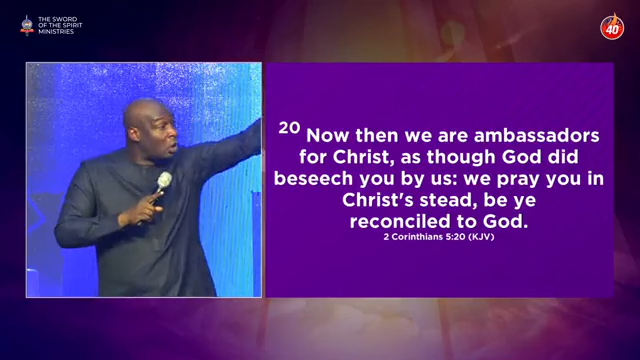 THE SWORD
OF THE SPIRIT
MINISTRIES
40
20 Now then we are ambassadors
for Christ, as though God did
beseech you by us: we pray you in
Christ's stead, be ye
reconciled to God.
2 Corinthians 5:20 (KJV)